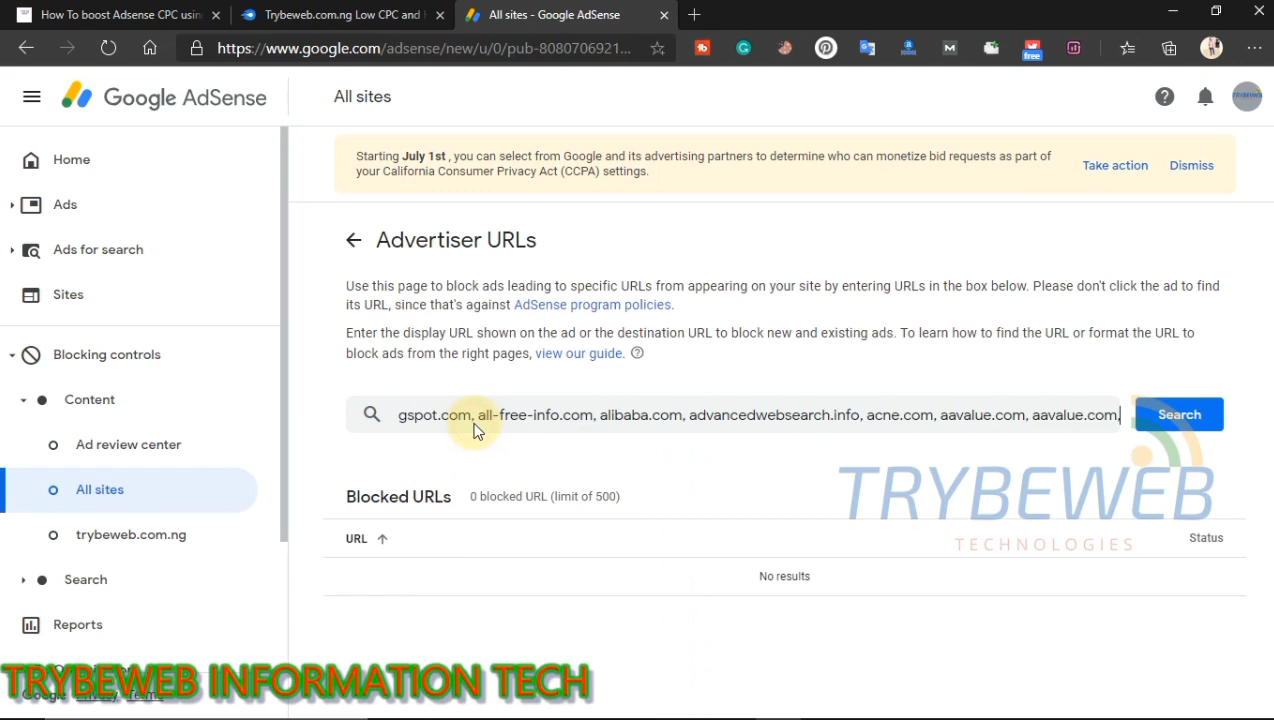 How To boost Adsense CPC usin
Trybeweb.com.ng Low CPC and
All sites - Google AdSense
https://www.google.com/adsense/new/u/0/pub-8080706921...
free
Google AdSense
All sites
TRYBEWEB
Starting July 1st , you can select from Google and its advertising partners to determine who can monetize bid requests as part of
your California Consumer Privacy Act (CCPA) settings.
Take action
Dismiss
Home
Ads
Ads for search
Sites
Blocking controls
Content
Ad review center
All sites
trybeweb.com.ng
Search
Reports
Advertiser URLs
Use this page to block ads leading to specific URLs from appearing on your site by entering URLs in the box below. Please don't click the ad to find
its URL, since that's against AdSense program policies.
Enter the display URL shown on the ad or the destination URL to block new and existing ads. To learn how to find the URL or format the URL to
block ads from the right pages, view our guide.
gspot.com, all-free-info.com, alibaba.com, advancedwebsearch.info, acne.com, aavalue.com, aavalue.com,
Search
TRYBEWEB
TECHNOLOGIES
Blocked URLs
0 blocked URL (limit of 500)
URL
Status
No results
TRYBEWEB INFORMATION TECH
Google Privacy Terms